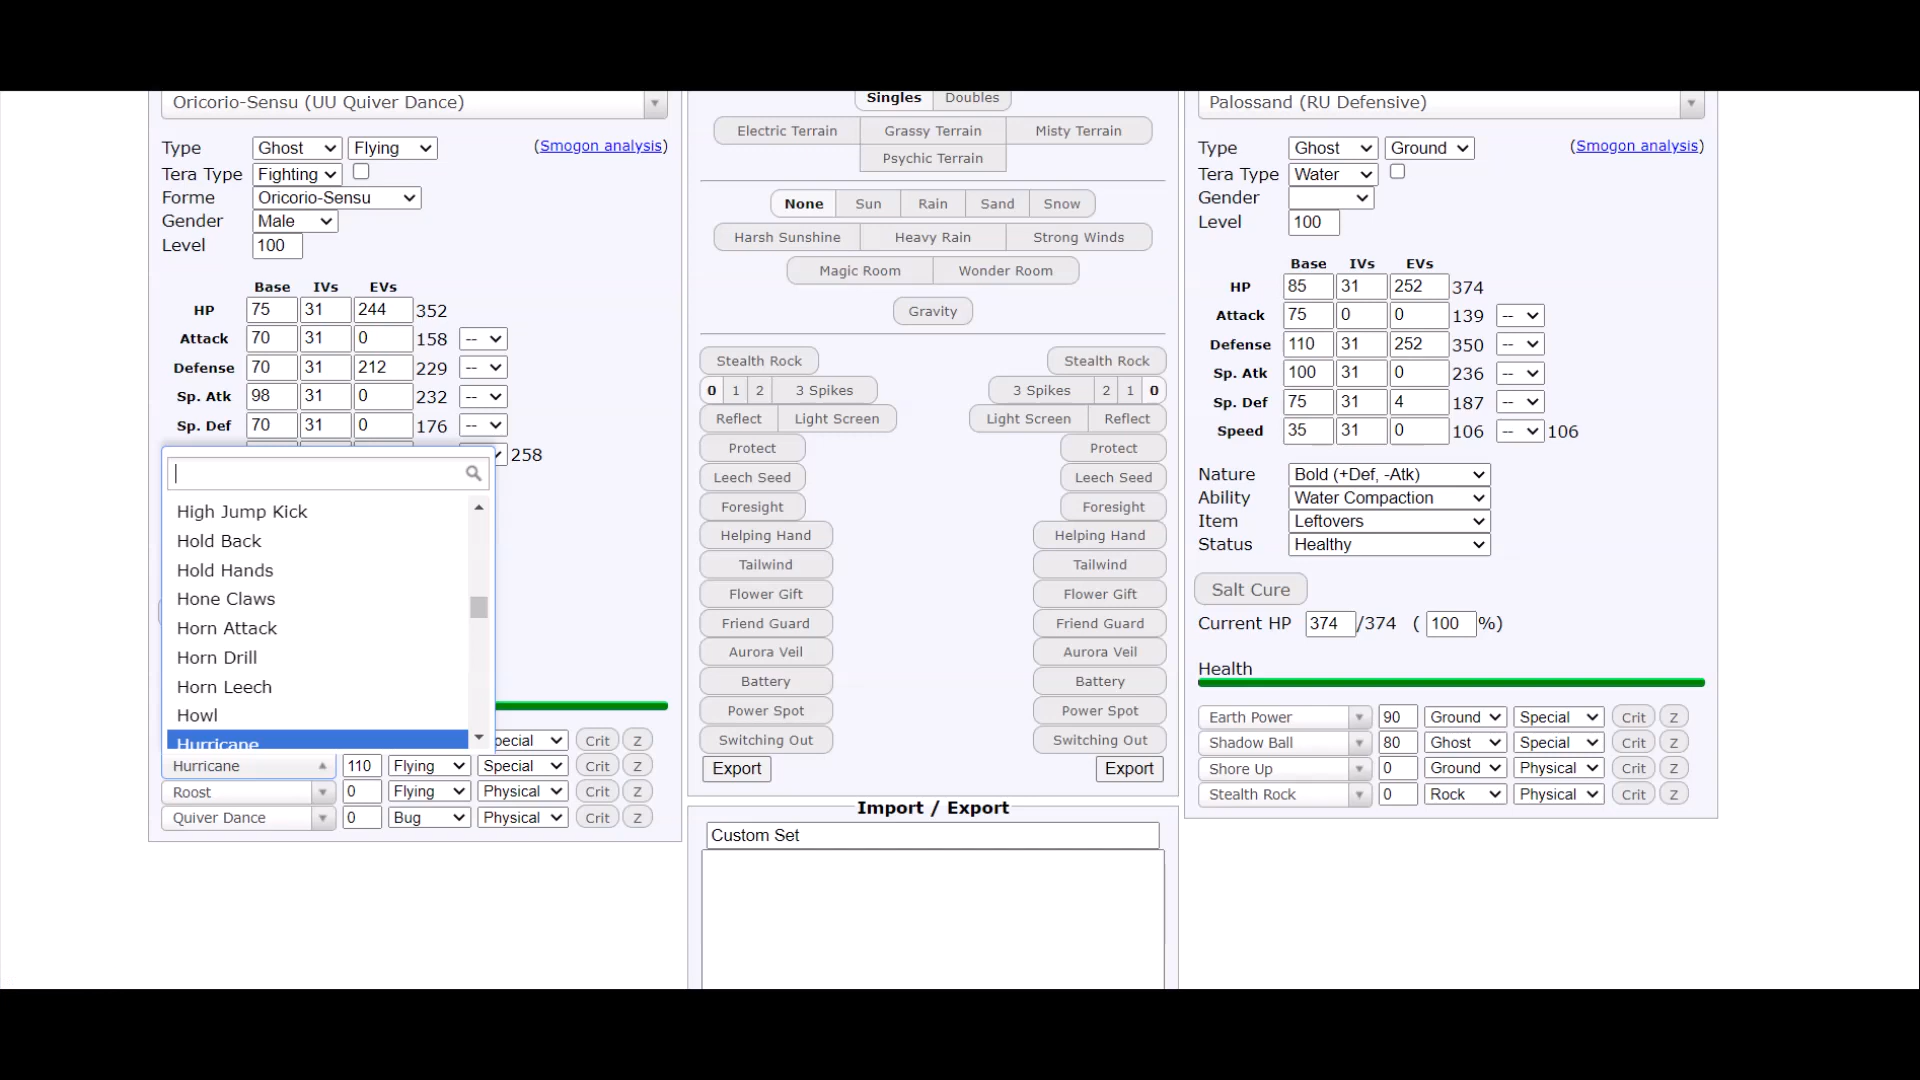 Oricorio-Sensu (UU Quiver Dance)
Type Ghost Flying (Smogon analysis)
Tera Type Fighting
Forme Oricorio-Sensu
Gender Male
Level 100
Base IVs EVs
HP 75 31 244 352
Attack 70 31 0 158 --
Defense 70 31 212 229 --
Sp. Atk 98 31 0 232 --
Sp. Def 70 31 0 176 --
258
High Jump Kick
Hold Back
Hold Hands
Hone Claws
Horn Attack
Horn Drill
Horn Leech
Howl
Hurricane
pecial Crit Z
Hurricane 110 Flying Special Crit Z
Roost 0 Flying Physical Crit Z
Quiver Dance 0 Bug Physical Crit Z
Singles Doubles
Electric Terrain Grassy Terrain Misty Terrain
Psychic Terrain
None Sun Rain Sand Snow
Harsh Sunshine Heavy Rain Strong Winds
Magic Room Wonder Room
Gravity
Stealth Rock Stealth Rock
0 1 2 3 Spikes 3 Spikes 2 1 0
Reflect Light Screen Light Screen Reflect
Protect Protect
Leech Seed Leech Seed
Foresight Foresight
Helping Hand Helping Hand
Tailwind Tailwind
Flower Gift Flower Gift
Friend Guard Friend Guard
Aurora Veil Aurora Veil
Battery Battery
Power Spot Power Spot
Switching Out Switching Out
Export Export
Import / Export
Custom Set
Palossand (RU Defensive)
Type Ghost Ground (Smogon analysis)
Tera Type Water
Gender
Level 100
Base IVs EVs
HP 85 31 252 374
Attack 75 0 0 139 --
Defense 110 31 252 350 --
Sp. Atk 100 31 0 236 --
Sp. Def 75 31 4 187 --
Speed 35 31 0 106 -- 106
Nature Bold (+Def, -Atk)
Ability Water Compaction
Item Leftovers
Status Healthy
Salt Cure
Current HP 374 /374 ( 100 %)
Health
Earth Power 90 Ground Special Crit Z
Shadow Ball 80 Ghost Special Crit Z
Shore Up 0 Ground Physical Crit Z
Stealth Rock 0 Rock Physical Crit Z